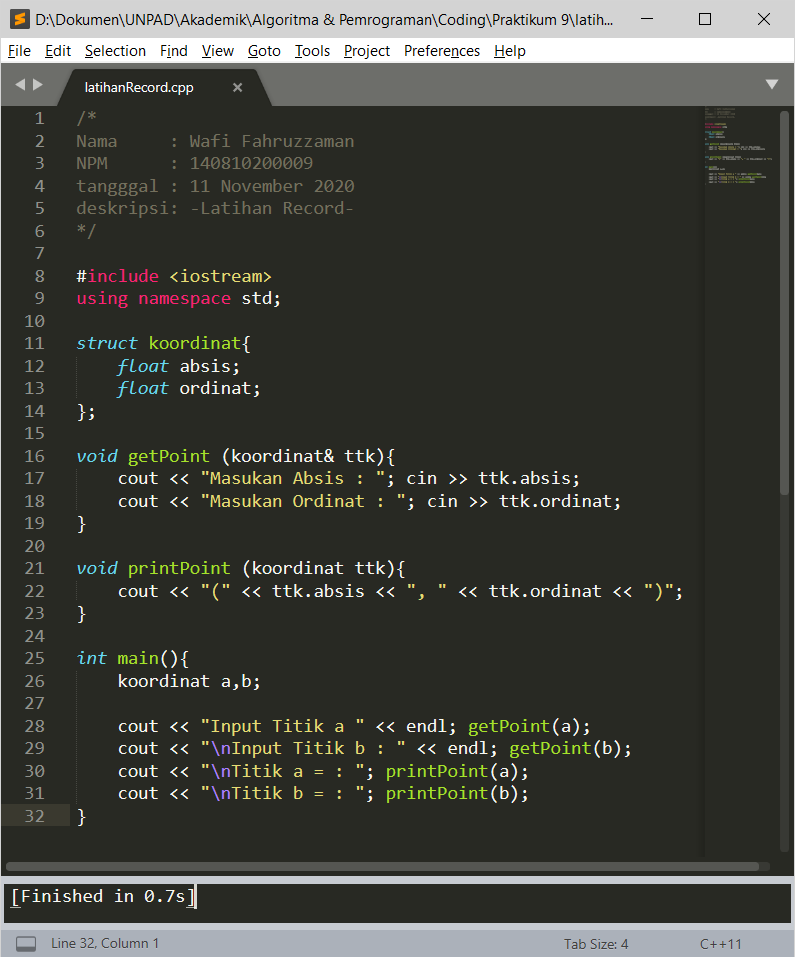 D:\Dokumen\UNPAD\Akademik\Algoritma & Pemrograman\Coding\Praktikum 9\latih...
File Edit Selection Find View Goto Tools Project Preferences Help
latihanRecord.cpp
1 /*
2 Nama     : Wafi Fahruzzaman
3 NPM      : 140810200009
4 tangggal : 11 November 2020
5 deskripsi: -Latihan Record-
6 */
7
8 #include <iostream>
9 using namespace std;
10
11 struct koordinat{
12     float absis;
13     float ordinat;
14 };
15
16 void getPoint (koordinat& ttk){
17     cout << "Masukan Absis : "; cin >> ttk.absis;
18     cout << "Masukan Ordinat : "; cin >> ttk.ordinat;
19 }
20
21 void printPoint (koordinat ttk){
22     cout << "(" << ttk.absis << ", " << ttk.ordinat << ")";
23 }
24
25 int main(){
26     koordinat a,b;
27
28     cout << "Input Titik a " << endl; getPoint(a);
29     cout << "\nInput Titik b : " << endl; getPoint(b);
30     cout << "\nTitik a = : "; printPoint(a);
31     cout << "\nTitik b = : "; printPoint(b);
32 }
[Finished in 0.7s]
Line 32, Column 1 Tab Size: 4 C++11